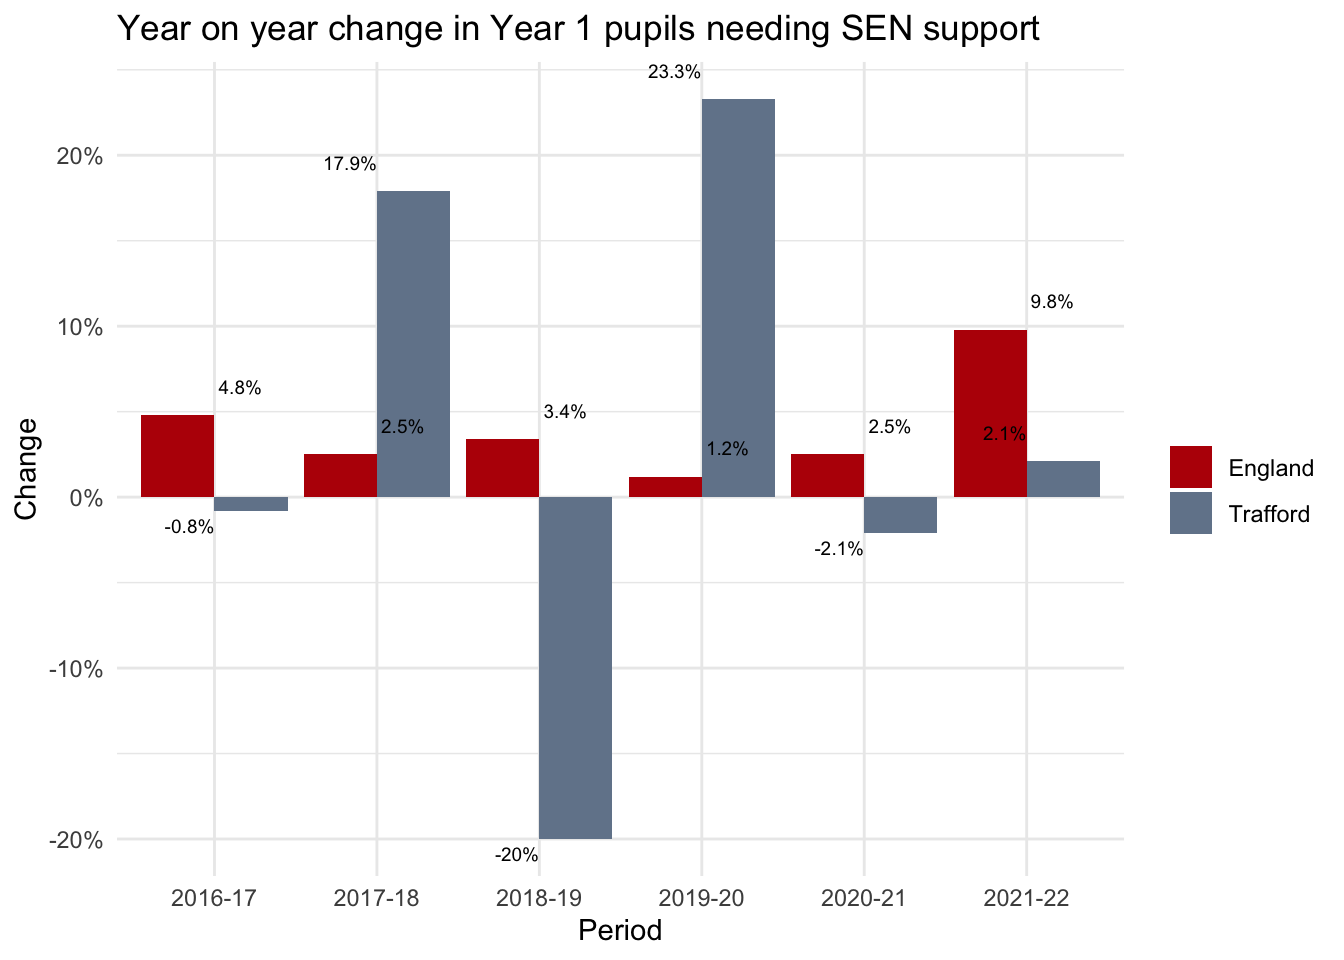 Year on year change in Year 1 pupils needing SEN support
23.3%
20%
17.9%
10%
9.8%
4.8%
3.4%
2.5%
2.5%
2.1%
1.2%
0%
-0.8%
-2.1%
-10%
-20%
-20%
Change
England
Trafford
2016-17 2017-18 2018-19 2019-20 2020-21 2021-22
Period